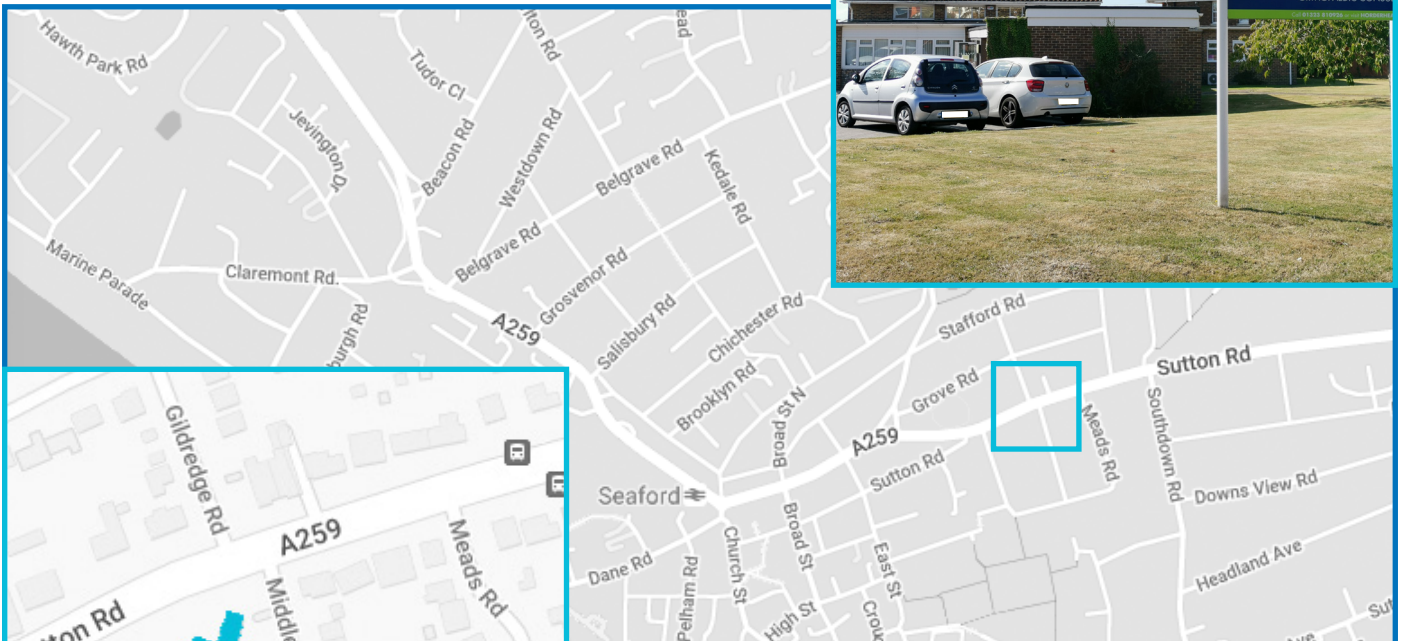 Hawth Park Rd
Tudor Cl
Jevington Dr
Beacon Rd
Westdown Rd
Belgrave Rd
Kedale Rd
Marine Parade
Claremont Rd.
Belgrave Rd
Grosvenor Rd
A259
Salisbury Rd
Chichester Rd
Stafford Rd
Sutton Rd
Brooklyn Rd
Grove Rd
Broad St N
A259
Meads Rd
Southdown Rd
Sutton Rd
Downs View Rd
Seaford
Broad St
Church St
East St
Dane Rd
Pelham Rd
High St
Headland Ave
Gildredge Rd
A259
Meads Rd